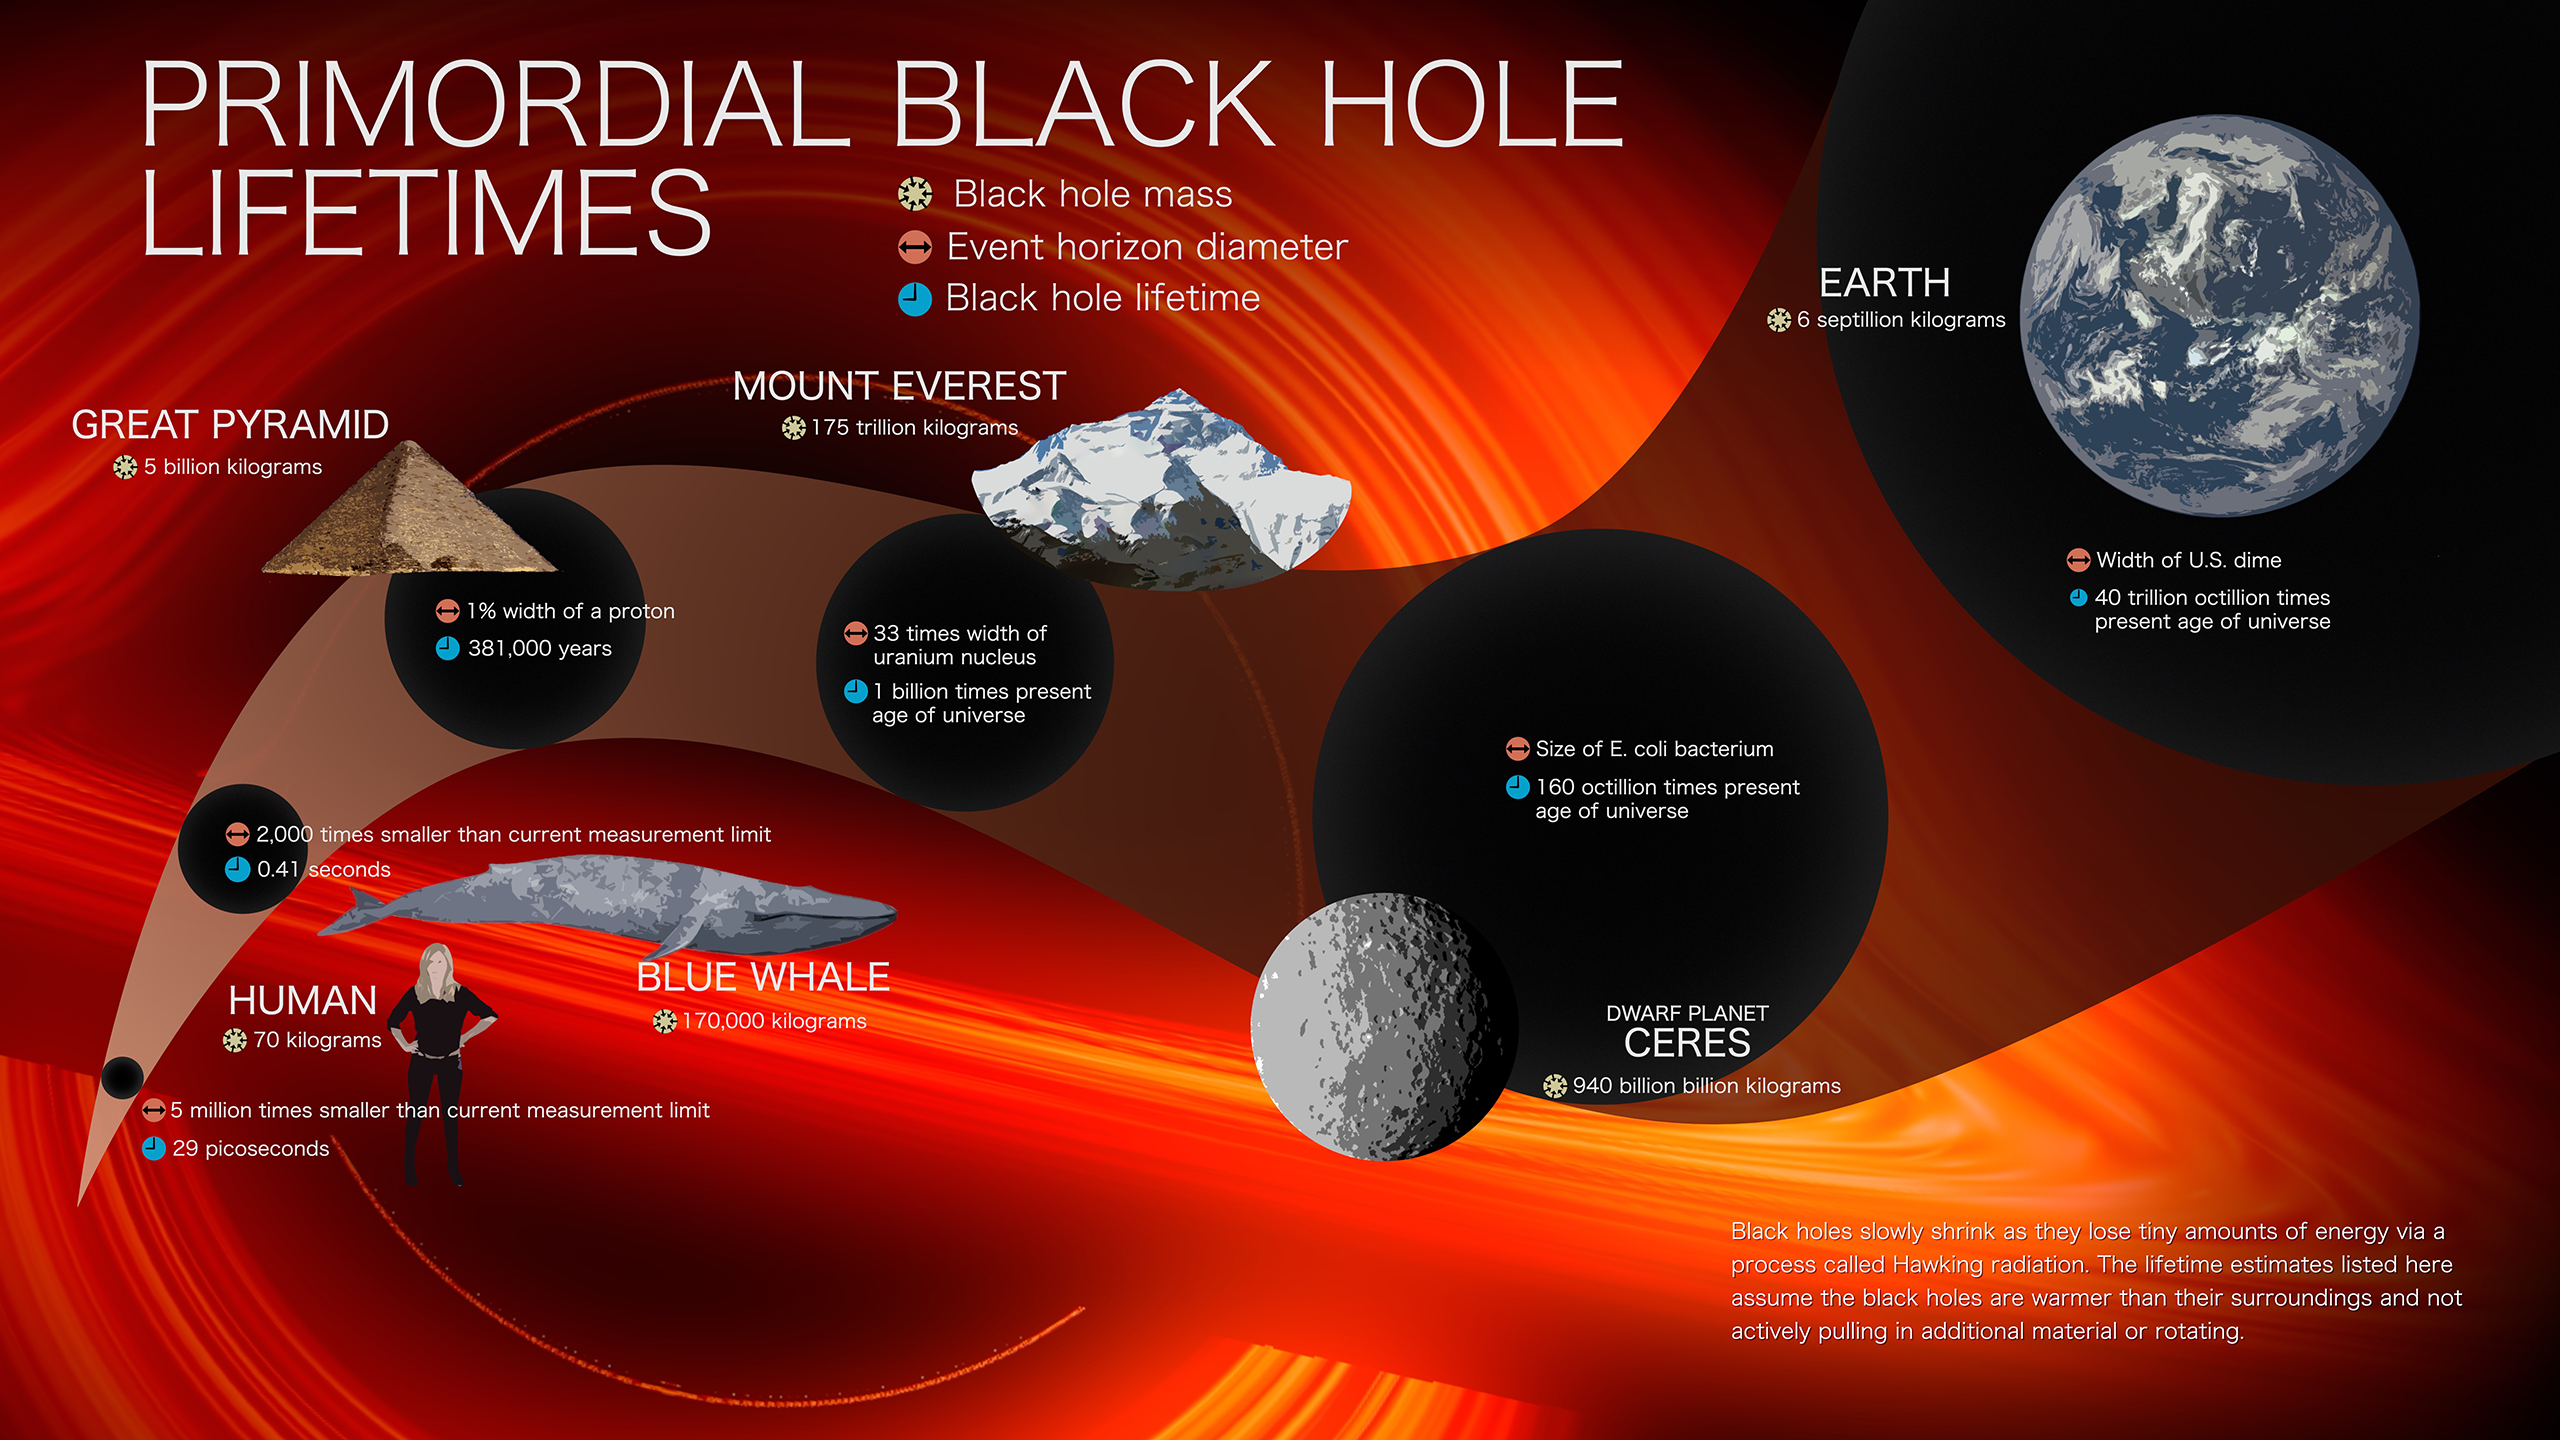 PRIMORDIAL BLACK HOLE
LIFETIMES
Black hole mass
Event horizon diameter
Black hole lifetime
EARTH
6 septillion kilograms
Width of U.S. dime
40 trillion octillion times
present age of universe
MOUNT EVEREST
175 trillion kilograms
33 times width of
uranium nucleus
1 billion times present
age of universe
GREAT PYRAMID
5 billion kilograms
1% width of a proton
381,000 years
Size of E. coli bacterium
160 octillion times present
age of universe
DWARF PLANET
CERES
940 billion billion kilograms
2,000 times smaller than current measurement limit
0.41 seconds
BLUE WHALE
170,000 kilograms
HUMAN
70 kilograms
5 million times smaller than current measurement limit
29 picoseconds
Black holes slowly shrink as they lose tiny amounts of energy via a
process called Hawking radiation. The lifetime estimates listed here
assume the black holes are warmer than their surroundings and not
actively pulling in additional material or rotating.